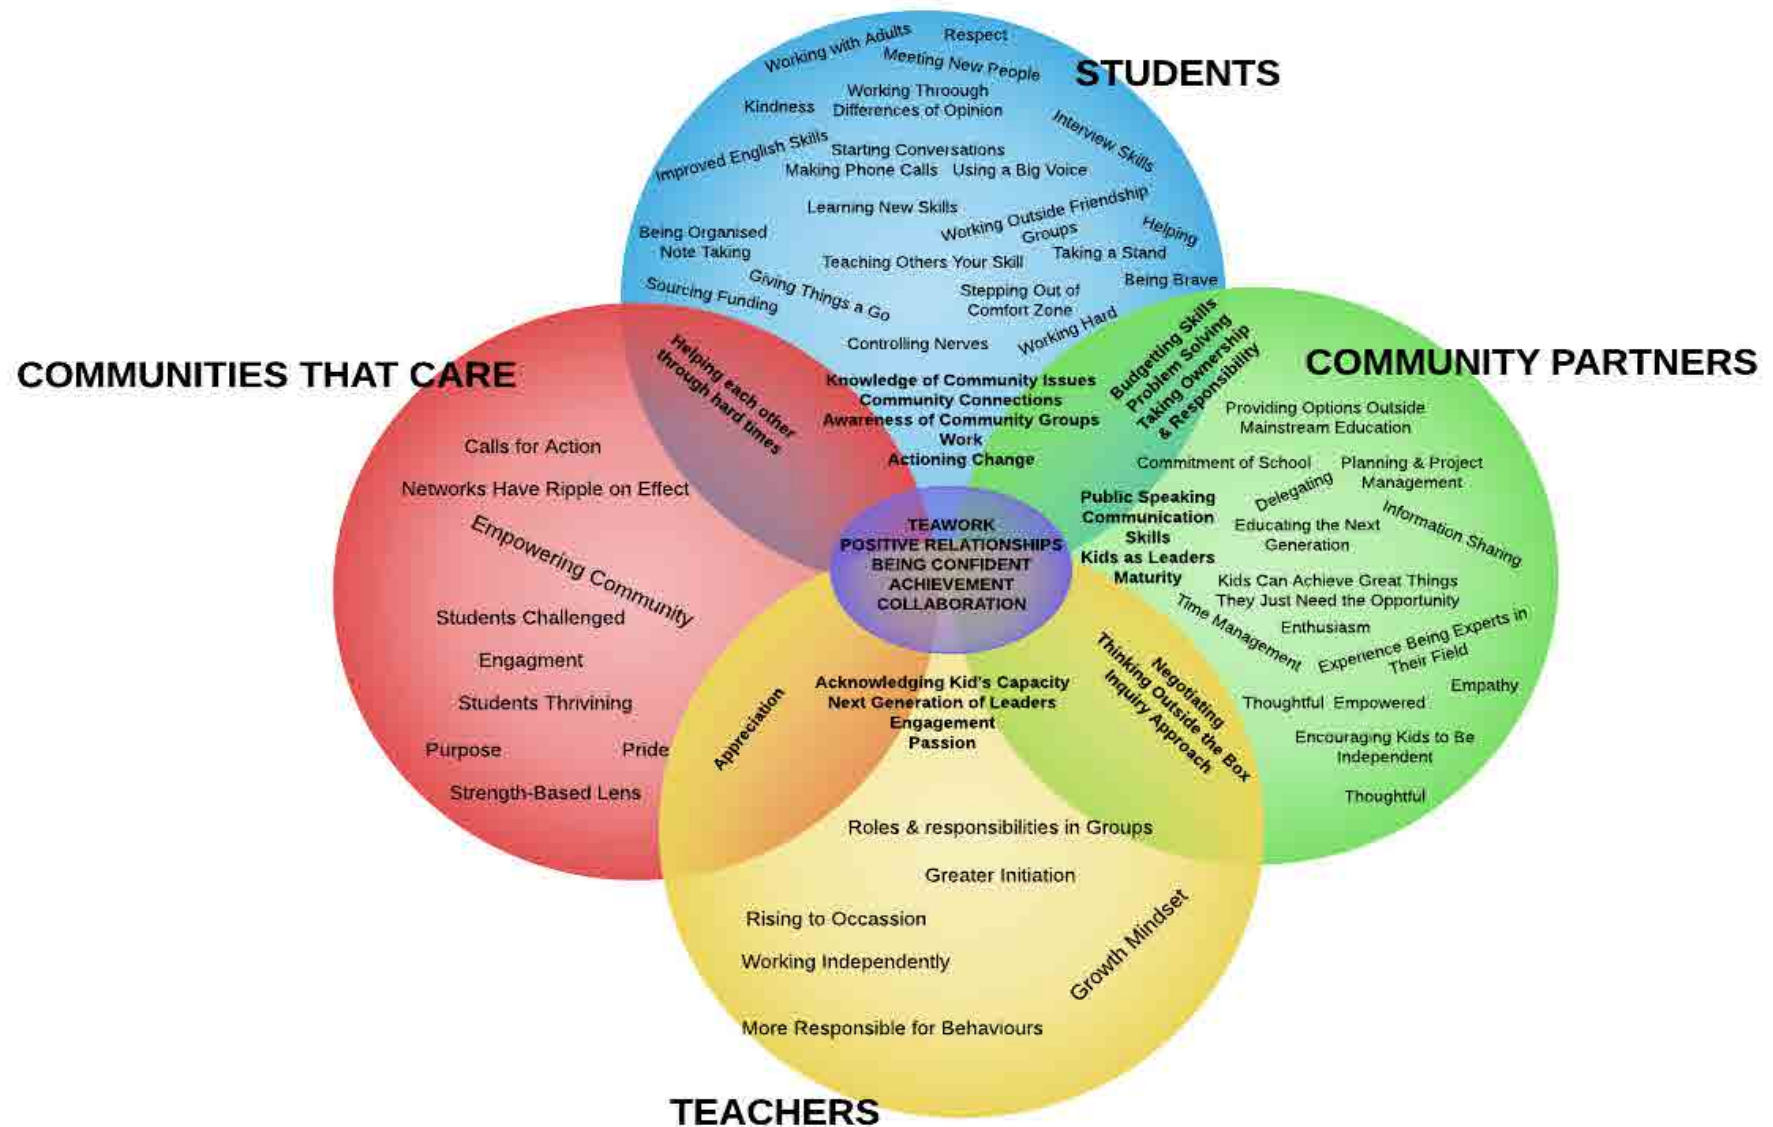 Working with Adults
Respect
Meeting New People
STUDENTS
Working Throough
Differences of Opinion
Kindness
Interview Skills
Improved English Skills
Starting Conversations
Making Phone Calls
Using a Big Voice
Learning New Skills
Working Outside Friendship
Groups
Helping
Being Organised
Note Taking
Taking a Stand
Teaching Others Your Skill
Being Brave
Sourcing Funding
Giving Things a Go
Stepping Out of
Comfort Zone
Working Hard
Controlling Nerves
COMMUNITIES THAT CARE
Helping each other
through hard times
Knowledge of Community Issues
Community Connections
Awareness of Community Groups
Work
Actioning Change
Budgetting Skills
Problem Solving
Taking Ownership
& Responsibility
COMMUNITY PARTNERS
Providing Options Outside
Mainstream Education
Commitment of School
Planning & Project
Management
Delegating
Information Sharing
Educating the Next
Generation
Public Speaking
Communication
Skills
Kids as Leaders
Maturity
Kids Can Achieve Great Things
They Just Need the Opportunity
Time Management
Enthusiasm
Experience Being Experts in
Their Field
Empathy
Thoughtful
Empowered
Encouraging Kids to Be
Independent
Thoughtful
Calls for Action
Networks Have Ripple on Effect
Empowering Community
Students Challenged
Engagment
Students Thrivining
Purpose
Pride
Strength-Based Lens
TEAWORK
POSITIVE RELATIONSHIPS
BEING CONFIDENT
ACHIEVEMENT
COLLABORATION
Appreciation
Acknowledging Kid's Capacity
Next Generation of Leaders
Engagement
Passion
Negotiating
Thinking Outside the Box
Inquiry Approach
Roles & responsibilities in Groups
Greater Initiation
Rising to Occassion
Working Independently
Growth Mindset
More Responsible for Behaviours
TEACHERS